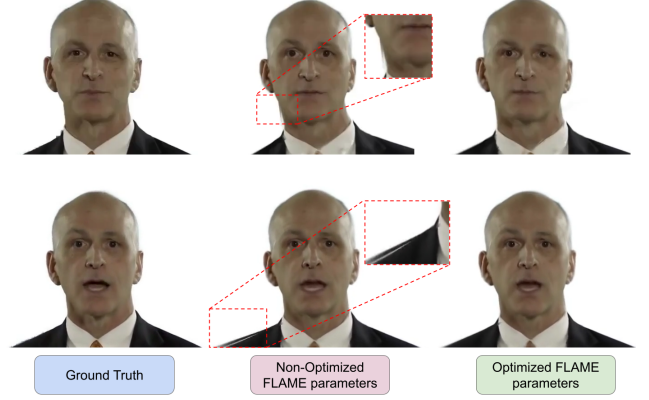 Ground Truth
Non-Optimized
FLAME parameters
Optimized FLAME
parameters